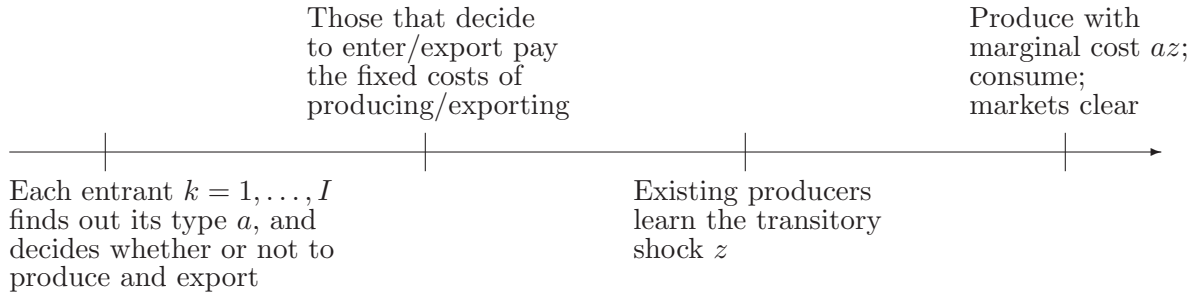 Those that decide
to enter/export pay
the fixed costs of
producing/exporting
Produce with
marginal cost az;
consume;
markets clear
Each entrant k = 1, . . . , I
finds out its type a, and
decides whether or not to
produce and export
Existing producers
learn the transitory
shock z